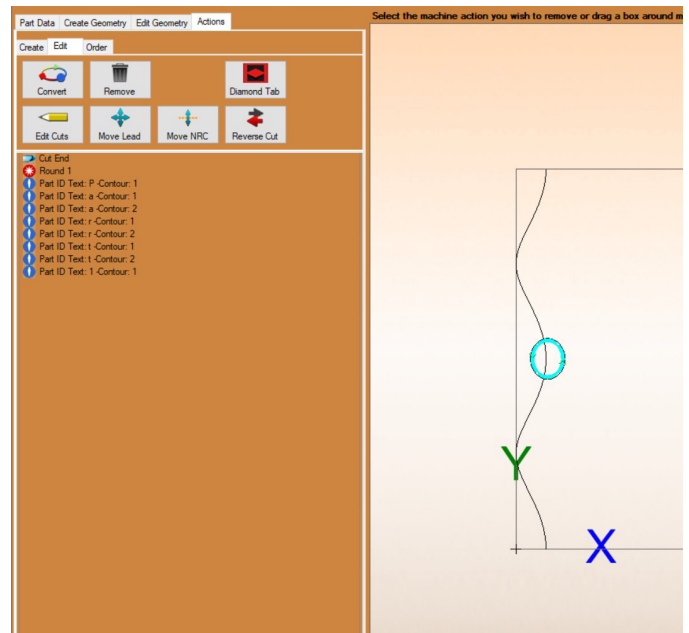 Part Data Create Geometry Edit Geometry Actions
Select the machine action you wish to remove or drag a box around m
Create Edit Order
Convert Remove Diamond Tab
Edit Cuts Move Lead Move NRC Reverse Cut
Cut End
Round 1
Part ID Text: P -Contour: 1
Part ID Text: a -Contour: 1
Part ID Text: a -Contour: 2
Part ID Text: r -Contour: 1
Part ID Text: r -Contour: 2
Part ID Text: t -Contour: 1
Part ID Text: t -Contour: 2
Part ID Text: 1 -Contour: 1
Y
X